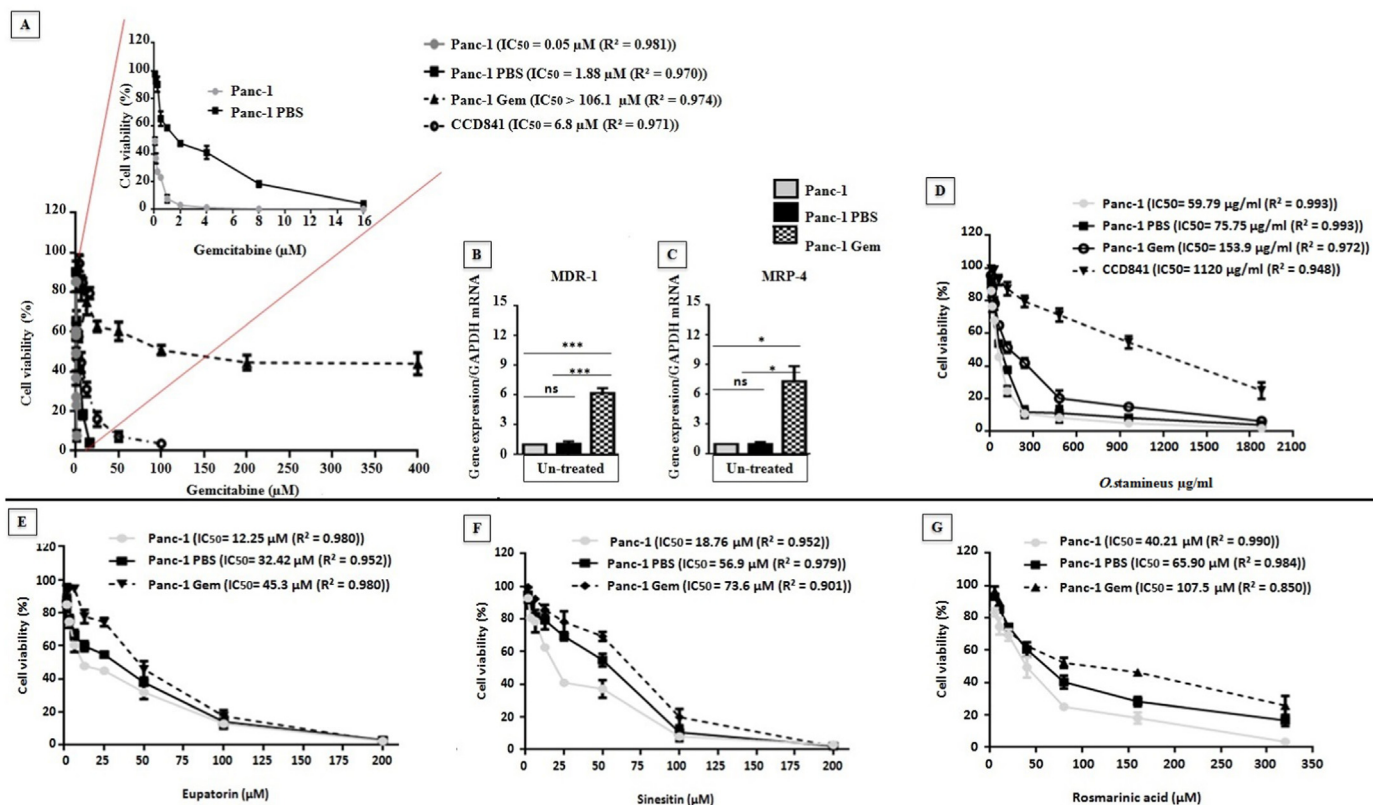 A
Panc-1 (IC50 = 0.05 µM (R² = 0.981))
Panc-1 PBS (IC50 = 1.88 µM (R² = 0.970))
Panc-1 Gem (IC50 > 106.1 µM (R² = 0.974))
CCD841 (IC50 = 6.8 µM (R² = 0.971))
Cell viability (%)
120
100
80
60
40
20
0
Panc-1
Panc-1 PBS
0 2 4 6 8 10 12 14 16
Gemcitabine (µM)
Cell viability (%)
120
100
80
60
40
20
0
0 50 100 150 200 250 300 350 400
Gemcitabine (µM)
Panc-1
Panc-1 PBS
Panc-1 Gem
B
MDR-1
Gene expression/GAPDH mRNA
15
12
9
6
3
0
***
***
ns
Un-treated
C
MRP-4
Gene expression/GAPDH mRNA
15
12
9
6
3
0
*
*
ns
Un-treated
D
Panc-1 (IC50= 59.79 µg/ml (R² = 0.993))
Panc-1 PBS (IC50= 75.75 µg/ml (R² = 0.993))
Panc-1 Gem (IC50= 153.9 µg/ml (R² = 0.972))
CCD841 (IC50= 1120 µg/ml (R² = 0.948))
Cell viability (%)
120
100
80
60
40
20
0
0 300 600 900 1200 1500 1800 2100
O.stamineus µg/ml
E
Panc-1 (IC50= 12.25 µM (R² = 0.980))
Panc-1 PBS (IC50= 32.42 µM (R² = 0.952))
Panc-1 Gem (IC50= 45.3 µM (R² = 0.980))
Cell viability (%)
120
100
80
60
40
20
0
0 25 50 75 100 125 150 175 200
Eupatorin (µM)
F
Panc-1 (IC50= 18.76 µM (R² = 0.952))
Panc-1 PBS (IC50= 56.9 µM (R² = 0.979))
Panc-1 Gem (IC50= 73.6 µM (R² = 0.901))
Cell viability (%)
120
100
80
60
40
20
0
0 25 50 75 100 125 150 175 200
Sinesitin (µM)
G
Panc-1 (IC50= 40.21 µM (R² = 0.990))
Panc-1 PBS (IC50= 65.90 µM (R² = 0.984))
Panc-1 Gem (IC50= 107.5 µM (R² = 0.850))
Cell viability (%)
120
100
80
60
40
20
0
0 50 100 150 200 250 300 350
Rosmarinic acid (µM)